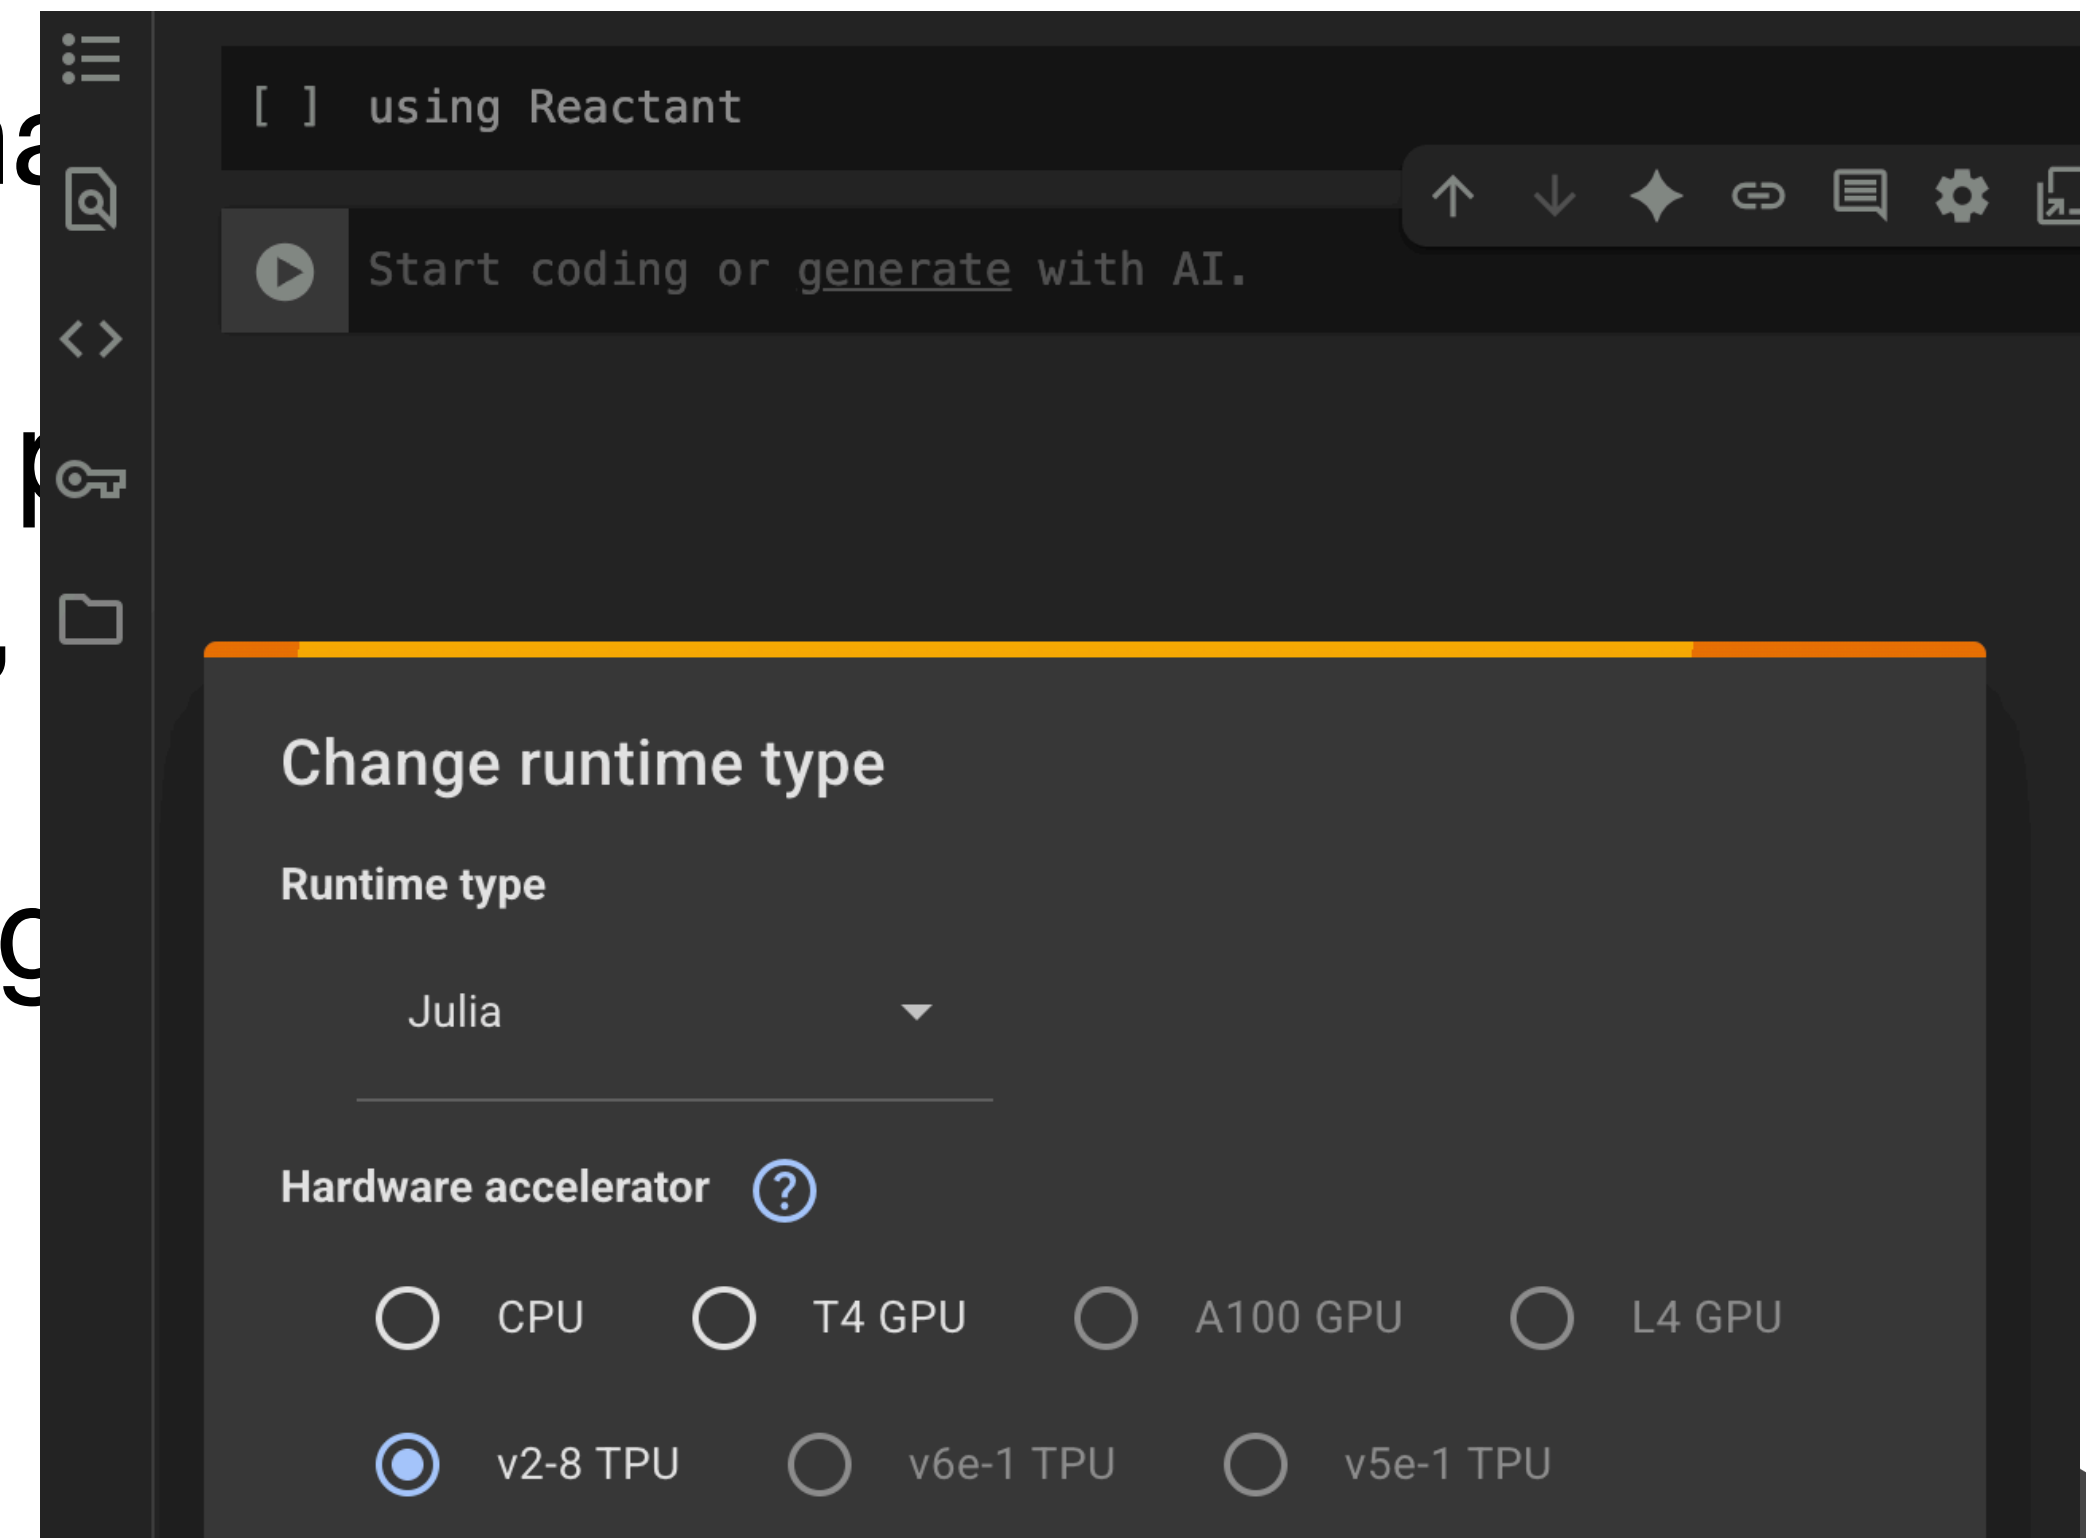 [ ] using Reactant
Start coding or generate with AI.
Change runtime type
Runtime type
Julia
Hardware accelerator ?
CPU T4 GPU A100 GPU L4 GPU
v2-8 TPU v6e-1 TPU v5e-1 TPU